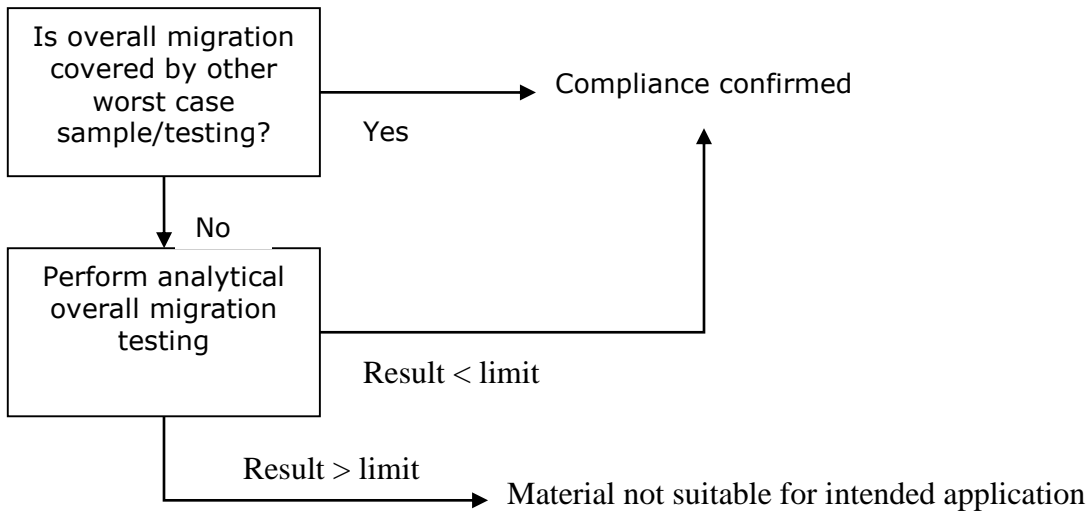 Is overall migration
covered by other
worst case
sample/testing?
Compliance confirmed
Yes
No
Perform analytical
overall migration
testing
Result < limit
Result > limit
Material not suitable for intended application